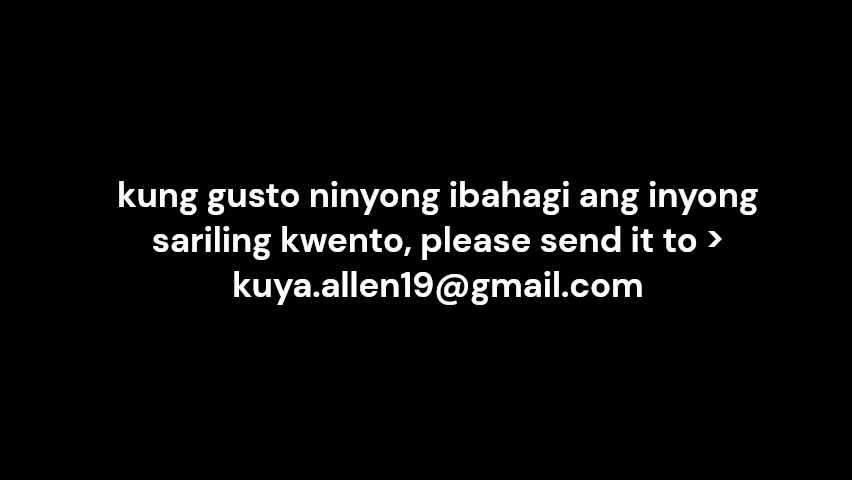 kung gusto ninyong ibahagi ang inyong
sariling kwento, please send it to >
kuya.allen19@gmail.com